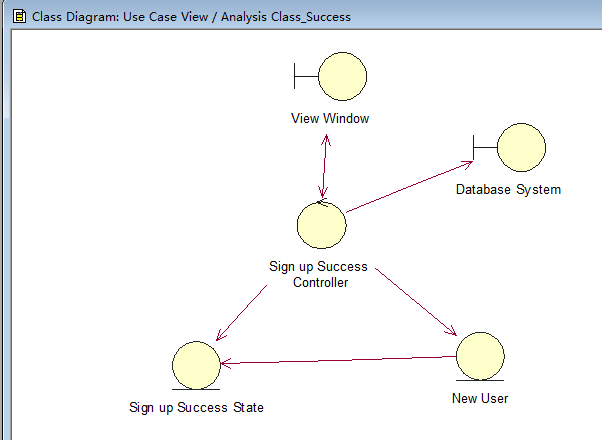 Class Diagram: Use Case View / Analysis Class_Success
View Window
Database System
Sign up Success
Controller
Sign up Success State
New User